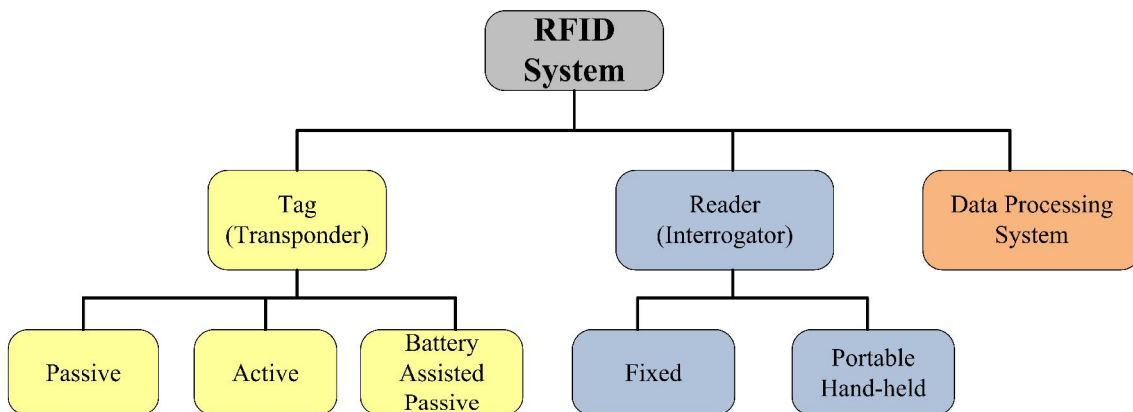 RFID
System
Tag
(Transponder)
Reader
(Interrogator)
Data Processing
System
Passive
Active
Battery
Assisted
Passive
Fixed
Portable
Hand-held